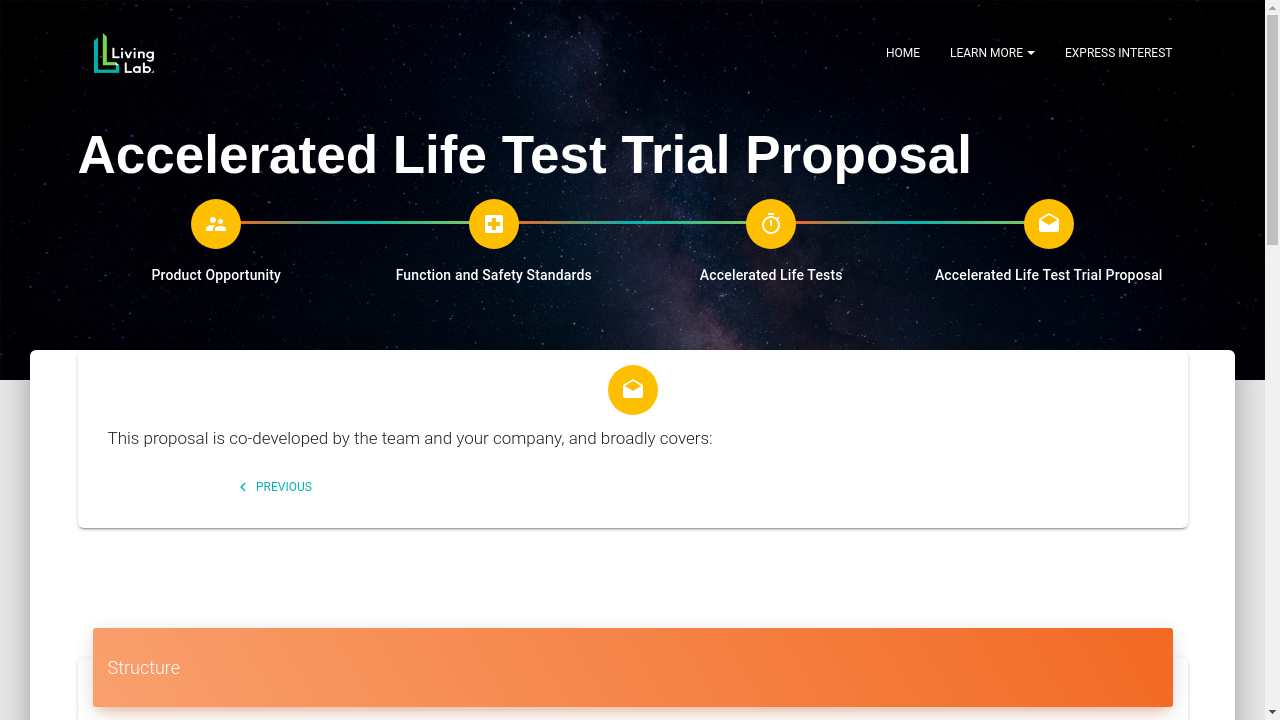 Living
Lab.
HOME
LEARN MORE
EXPRESS INTEREST
Accelerated Life Test Trial Proposal
Product Opportunity
Function and Safety Standards
Accelerated Life Tests
Accelerated Life Test Trial Proposal
This proposal is co-developed by the team and your company, and broadly covers:
PREVIOUS
Structure